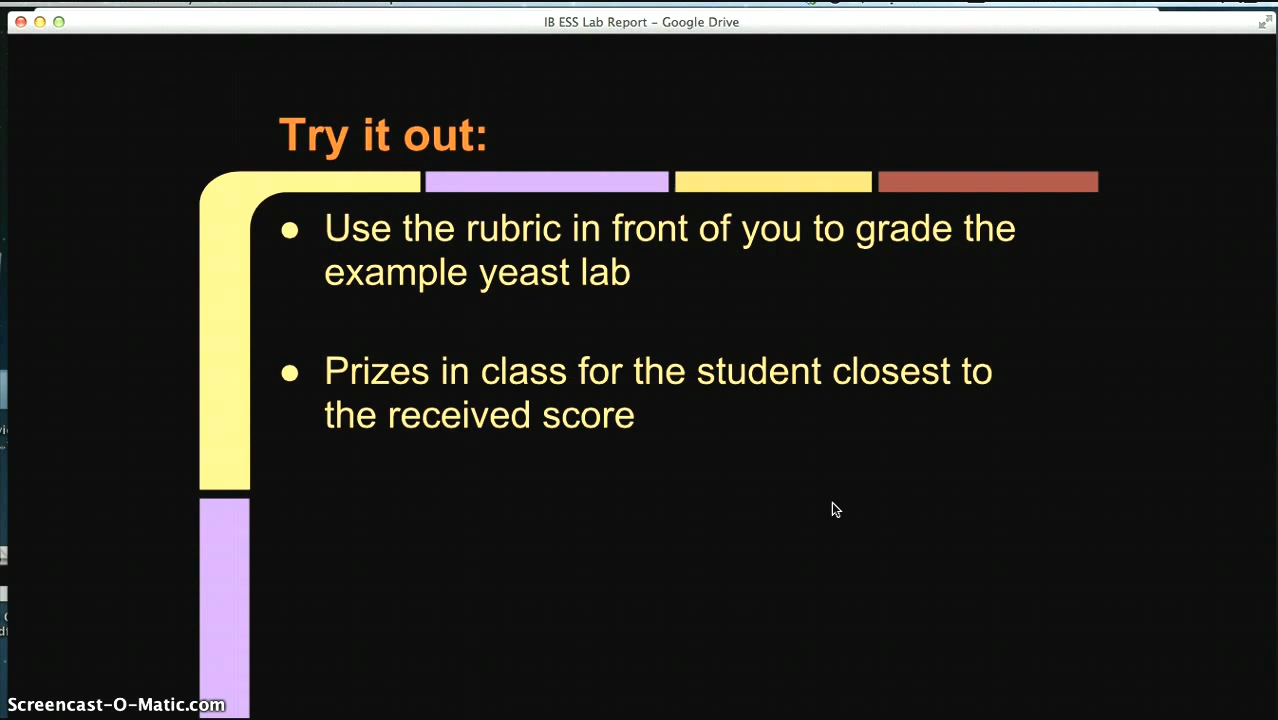 IB ESS Lab Report – Google Drive
Try it out:
● Use the rubric in front of you to grade the
example yeast lab
● Prizes in class for the student closest to
the received score
Screencast-O-Matic.com